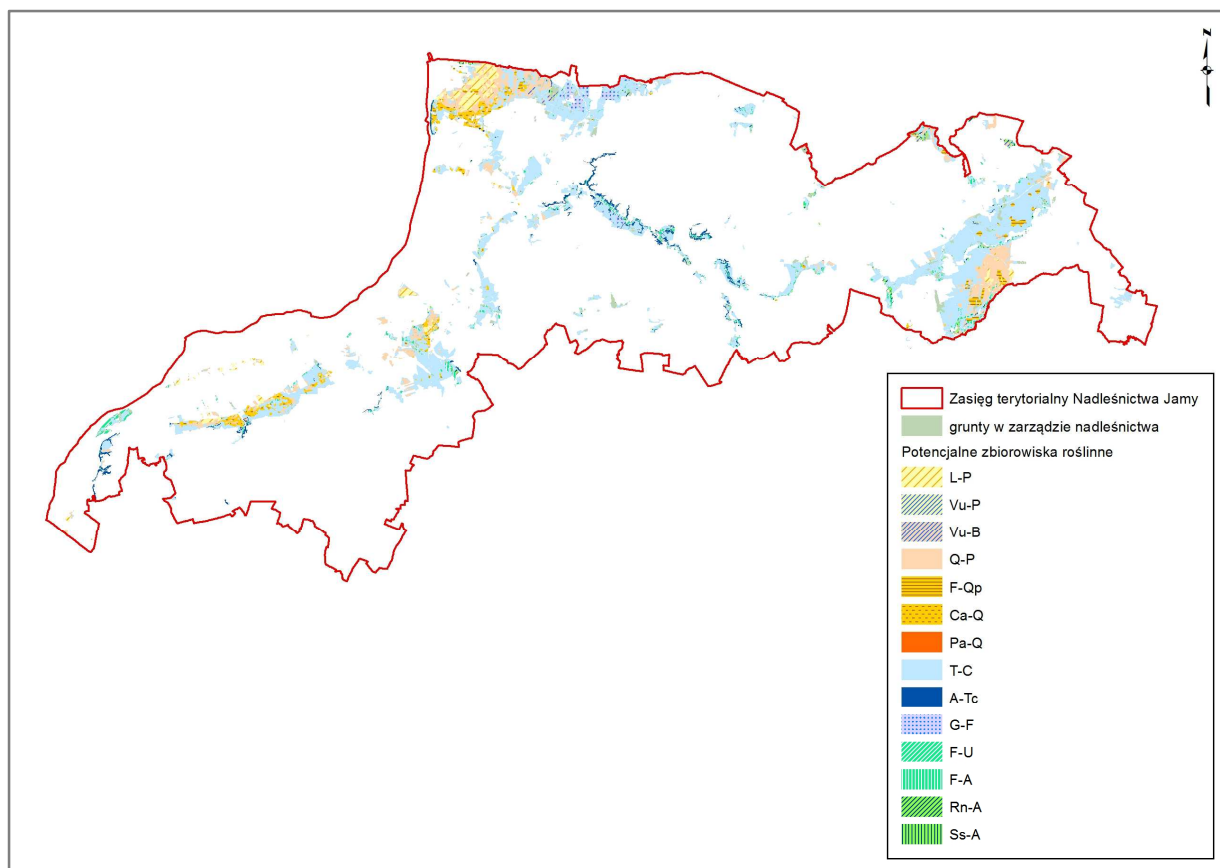 N
Zasięg terytorialny Nadleśnictwa Jamy
grunty w zarządzie nadleśnictwa
Potencjalne zbiorowiska roślinne
L-P
Vu-P
Vu-B
Q-P
F-Qp
Ca-Q
Pa-Q
T-C
A-Tc
G-F
F-U
F-A
Rn-A
Ss-A